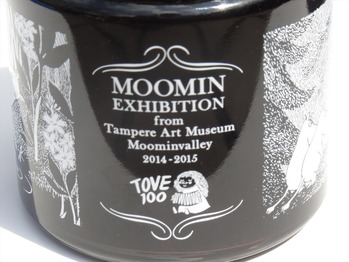 MOOMIN
EXHIBITION
from
Tampere Art Museum
Moominvalley
2014-2015
TOVE
100